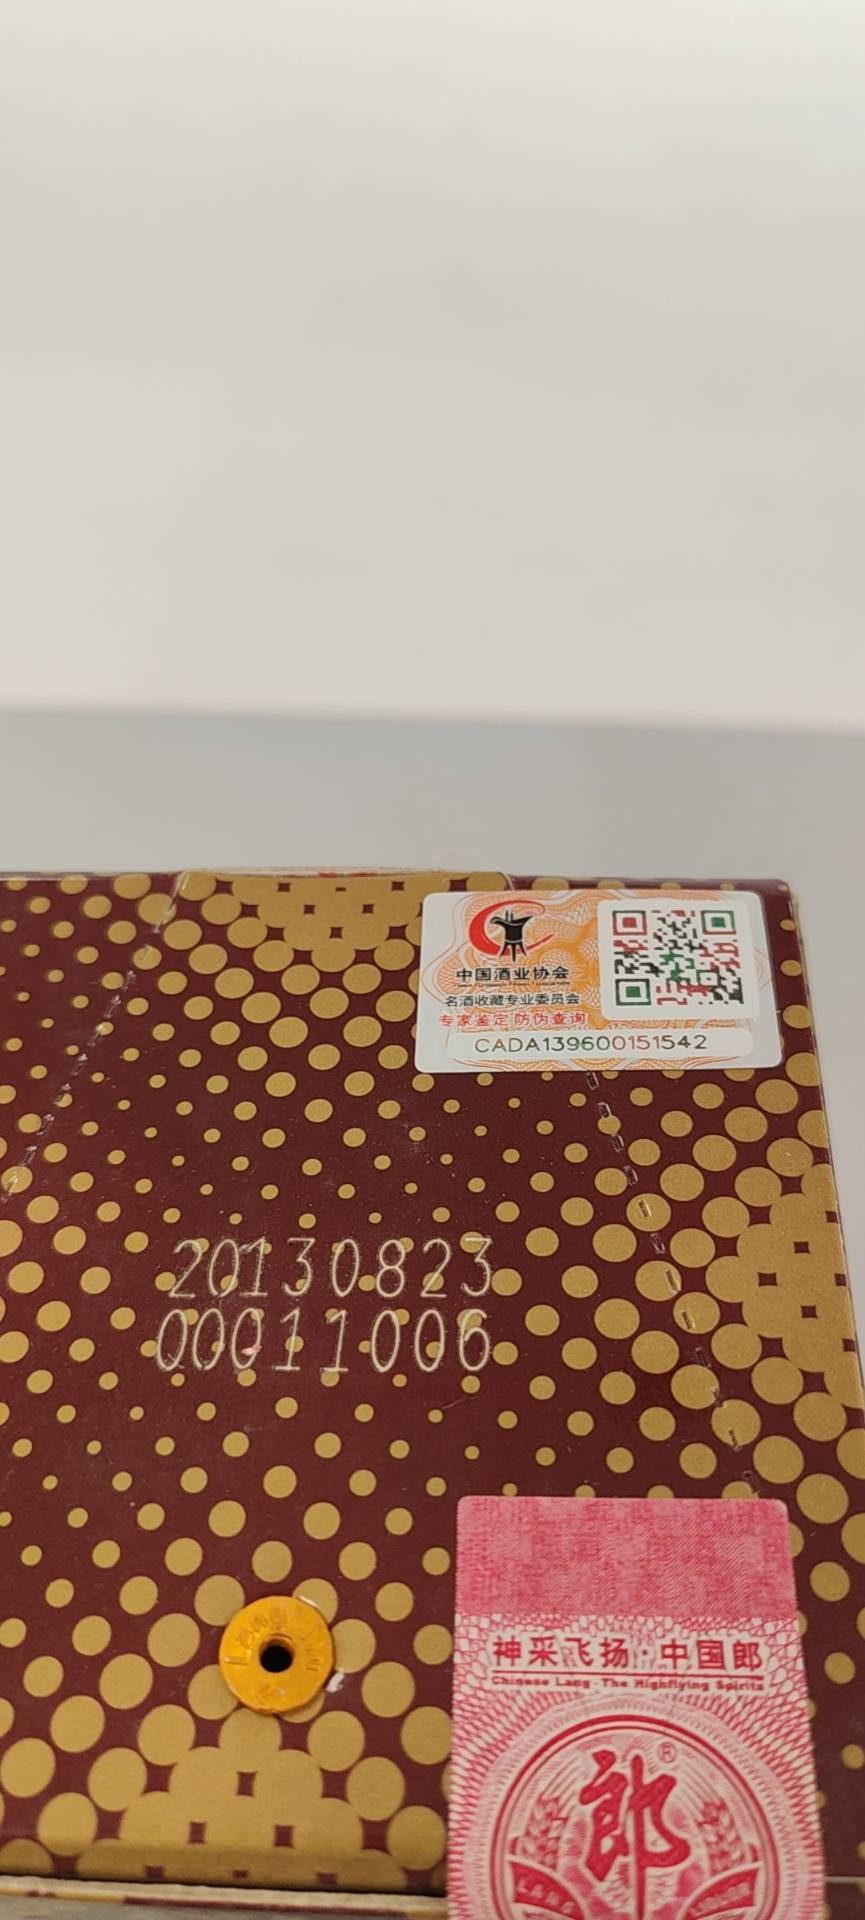 中国酒业协会
名酒收藏专业委员会
专家鉴定 防伪查询
CADA139600151542
20130823
00011006
神采飞扬·中国郎
Chinese Lang·The Highflying Spirits
郎®
LANG